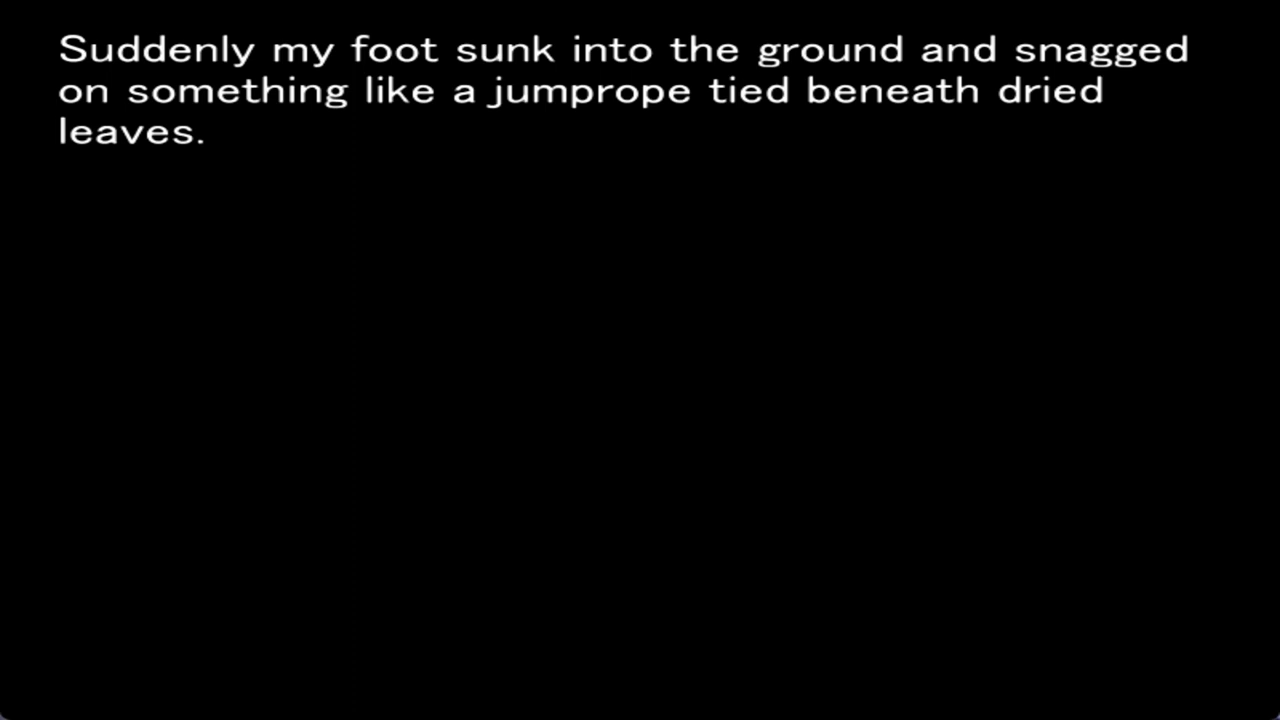 Suddenly my foot sunk into the ground and snagged
on something like a jumprope tied beneath dried
leaves.